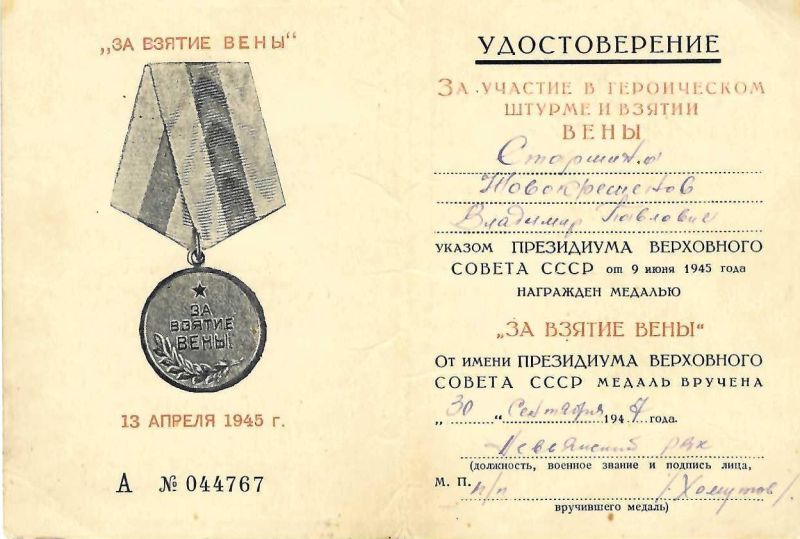 „ЗА ВЗЯТИЕ ВЕНЫ“
ЗА
ВЗЯТИЕ
ВЕНЫ
13 АПРЕЛЯ 1945 г.
А № 044767
УДОСТОВЕРЕНИЕ
ЗА УЧАСТИЕ В ГЕРОИЧЕСКОМ
ШТУРМЕ И ВЗЯТИИ
ВЕНЫ
Старшина
Новокрещенов
Владимир Павлович
УКАЗОМ ПРЕЗИДИУМА ВЕРХОВНОГО
СОВЕТА СССР от 9 июня 1945 года
НАГРАЖДЕН МЕДАЛЬЮ
„ЗА ВЗЯТИЕ ВЕНЫ“
От имени ПРЕЗИДИУМА ВЕРХОВНОГО
СОВЕТА СССР МЕДАЛЬ ВРУЧЕНА
„30“ Сентября 1947 года.
Невьянский рвк
(должность, военное звание и подпись лица,
М. П. п/п /Хомутов/.
вручившего медаль)